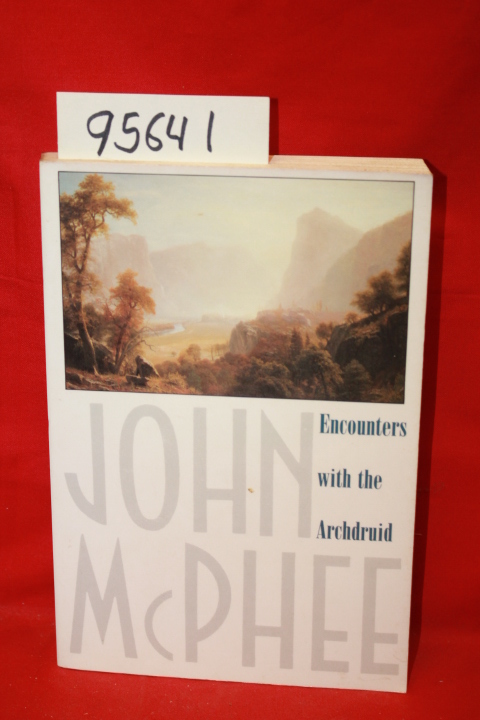 95641
JOHN
Encounters
with the
Archdruid
McPHEE